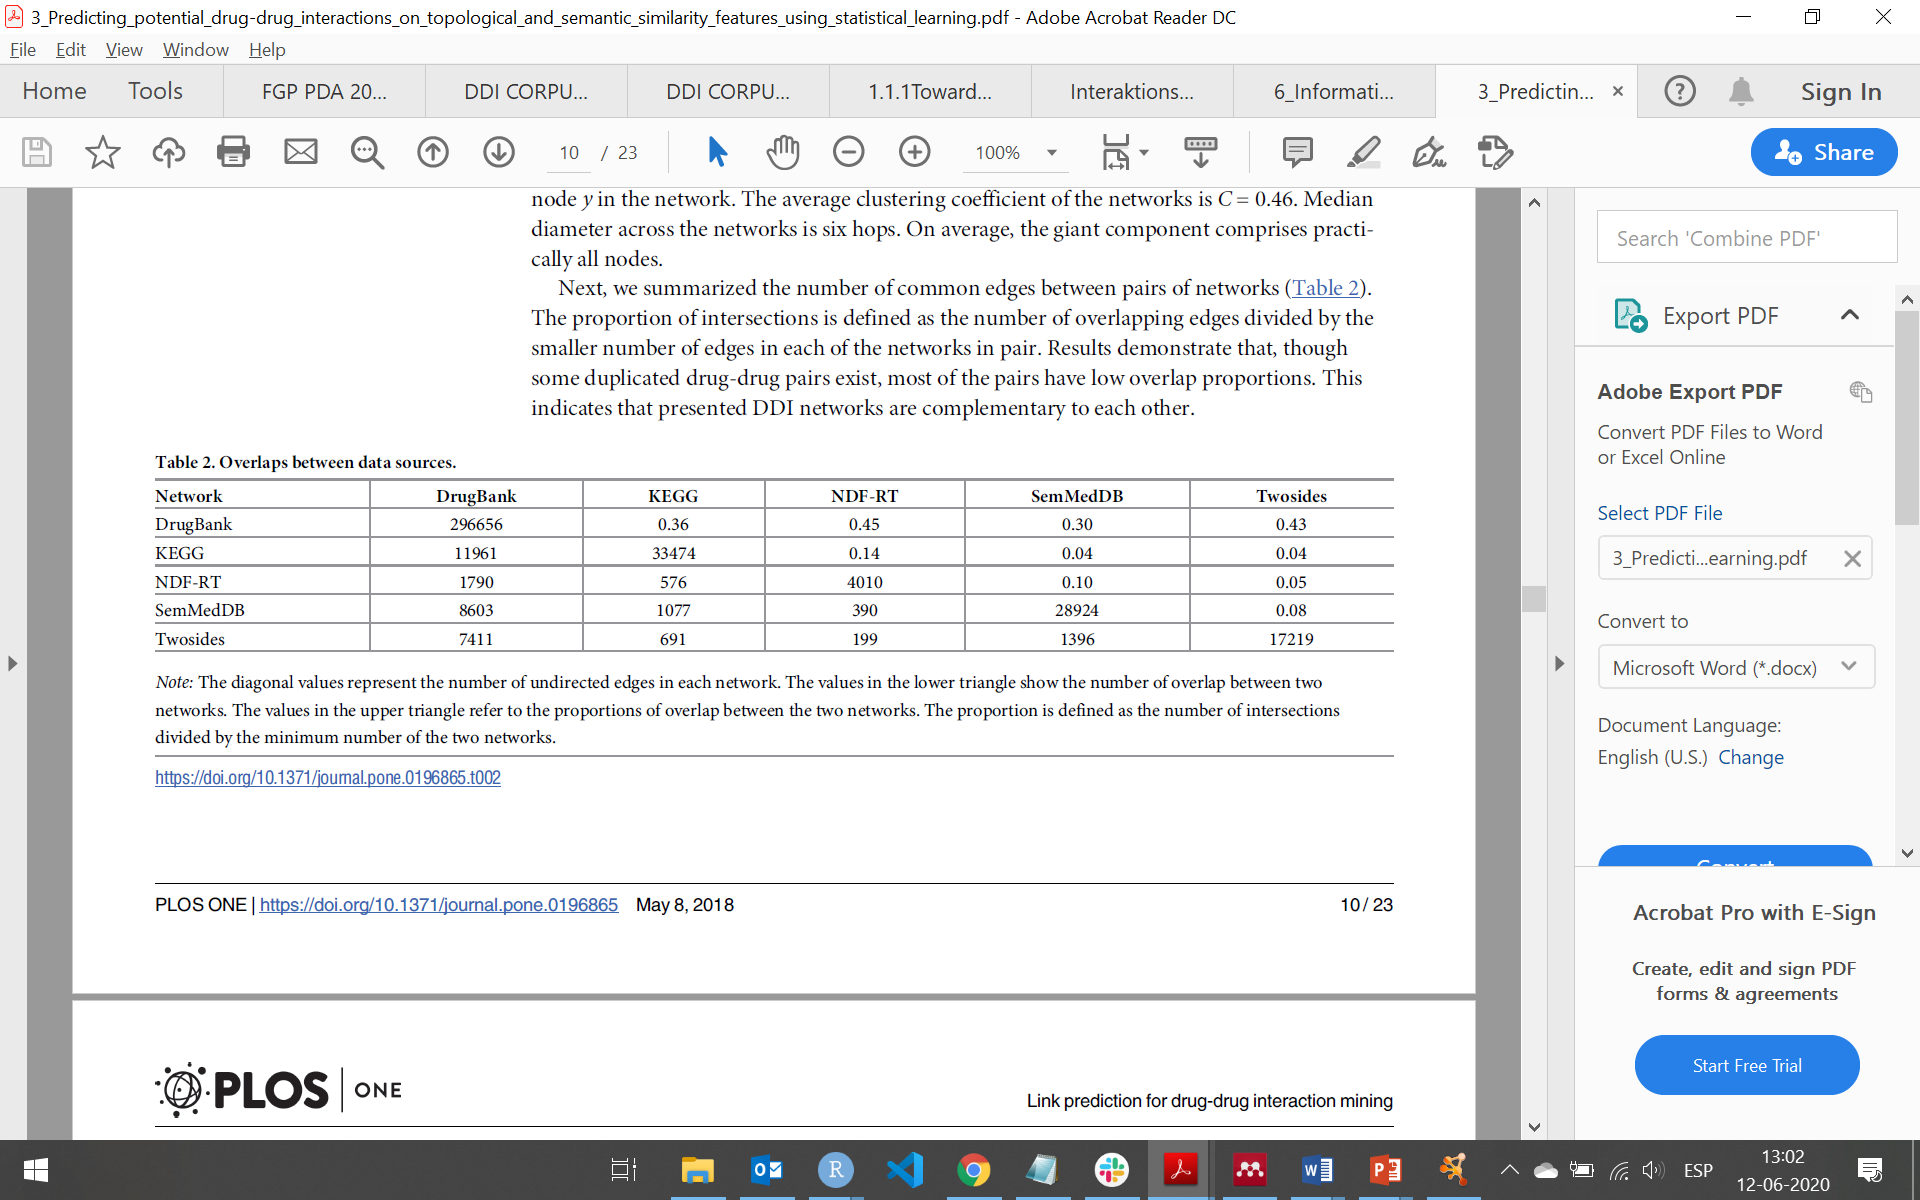 3_Predicting_potential_drug-drug_interactions_on_topological_and_semantic_similarity_features_using_statistical_learning.pdf - Adobe Acrobat Reader DC
File Edit View Window Help
Home Tools FGP PDA 20... DDI CORPU... DDI CORPU... 1.1.1Toward... Interaktions... 6_Informati... 3_Predictin... Sign In
10 / 23 100% Share
node y in the network. The average clustering coefficient of the networks is C = 0.46. Median
diameter across the networks is six hops. On average, the giant component comprises practi-
cally all nodes.
Next, we summarized the number of common edges between pairs of networks (Table 2).
The proportion of intersections is defined as the number of overlapping edges divided by the
smaller number of edges in each of the networks in pair. Results demonstrate that, though
some duplicated drug-drug pairs exist, most of the pairs have low overlap proportions. This
indicates that presented DDI networks are complementary to each other.
Table 2. Overlaps between data sources.
Network DrugBank KEGG NDF-RT SemMedDB Twosides
DrugBank 296656 0.36 0.45 0.30 0.43
KEGG 11961 33474 0.14 0.04 0.04
NDF-RT 1790 576 4010 0.10 0.05
SemMedDB 8603 1077 390 28924 0.08
Twosides 7411 691 199 1396 17219
Note: The diagonal values represent the number of undirected edges in each network. The values in the lower triangle show the number of overlap between two
networks. The values in the upper triangle refer to the proportions of overlap between the two networks. The proportion is defined as the number of intersections
divided by the minimum number of the two networks.
https://doi.org/10.1371/journal.pone.0196865.t002
PLOS ONE | https://doi.org/10.1371/journal.pone.0196865 May 8, 2018 10 / 23
PLOS ONE
Link prediction for drug-drug interaction mining
Search 'Combine PDF'
Export PDF
Adobe Export PDF
Convert PDF Files to Word
or Excel Online
Select PDF File
3_Predicti...earning.pdf
Convert to
Microsoft Word (*.docx)
Document Language:
English (U.S.) Change
Convert
Acrobat Pro with E-Sign
Create, edit and sign PDF
forms & agreements
Start Free Trial
ESP
13:02
12-06-2020